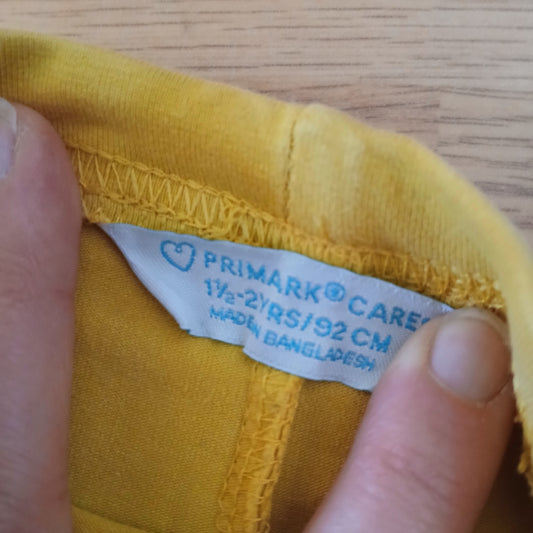 PRIMARK® CARES
1½-2YRS/92 CM
MADE IN BANGLADESH